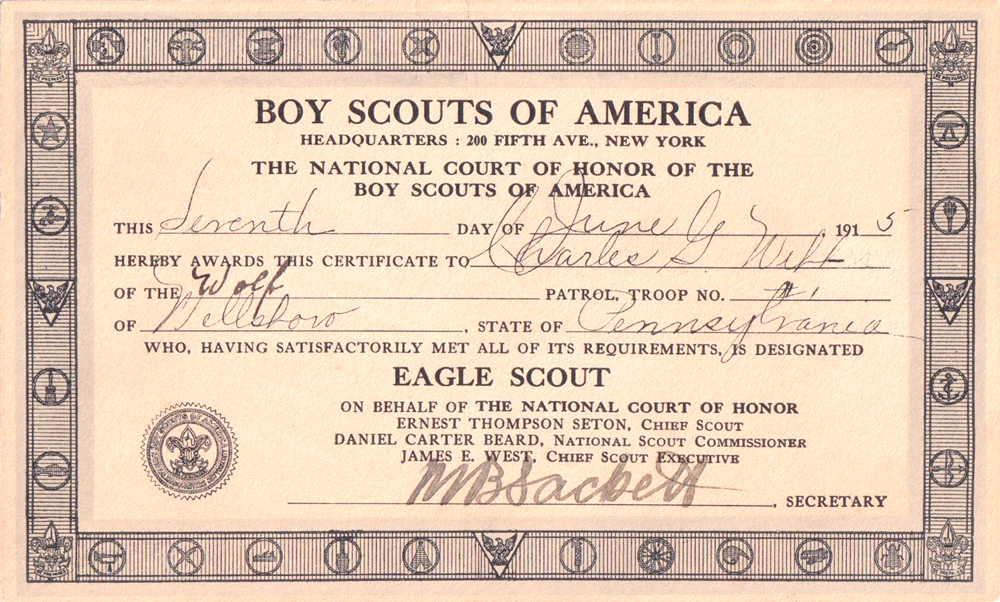 BOY SCOUTS OF AMERICA
HEADQUARTERS : 200 FIFTH AVE., NEW YORK
THE NATIONAL COURT OF HONOR OF THE
BOY SCOUTS OF AMERICA
THIS Seventh DAY OF June 1915
HEREBY AWARDS THIS CERTIFICATE TO Charles G. Webb
OF THE Wolf PATROL, TROOP NO. #1
OF Wellsboro, STATE OF Pennsylvania
WHO, HAVING SATISFACTORILY MET ALL OF ITS REQUIREMENTS, IS DESIGNATED
EAGLE SCOUT
ON BEHALF OF THE NATIONAL COURT OF HONOR
ERNEST THOMPSON SETON, CHIEF SCOUT
DANIEL CARTER BEARD, NATIONAL SCOUT COMMISSIONER
JAMES E. WEST, CHIEF SCOUT EXECUTIVE
MBSackett, SECRETARY